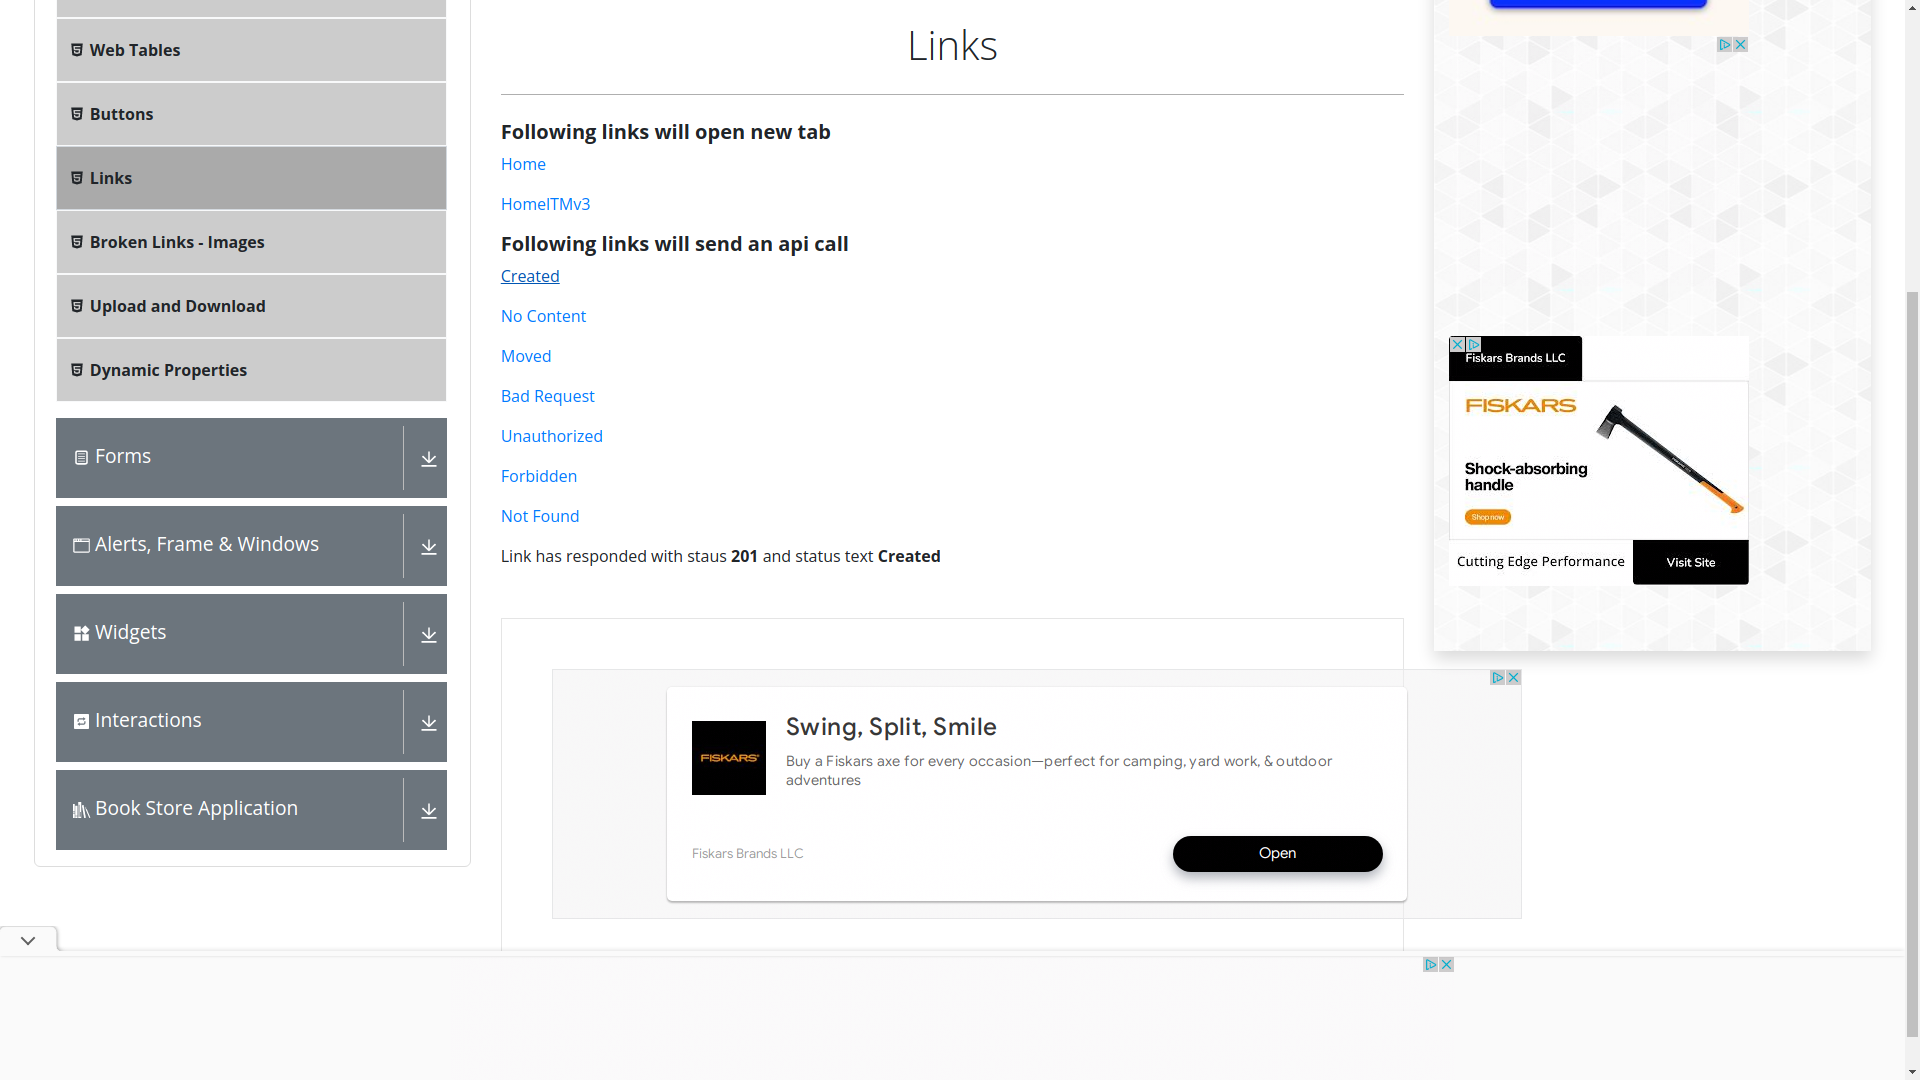 Web Tables
Buttons
Links
Broken Links - Images
Upload and Download
Dynamic Properties
Forms
Alerts, Frame & Windows
Widgets
Interactions
Book Store Application
Links
Following links will open new tab
Home
HomeITMv3
Following links will send an api call
Created
No Content
Moved
Bad Request
Unauthorized
Forbidden
Not Found
Link has responded with staus 201 and status text Created
Swing, Split, Smile
Buy a Fiskars axe for every occasion—perfect for camping, yard work, & outdoor
adventures
FISKARS
Fiskars Brands LLC
Open
Fiskars Brands LLC
FISKARS
Shock-absorbing
handle
Shop now
Cutting Edge Performance
Visit Site